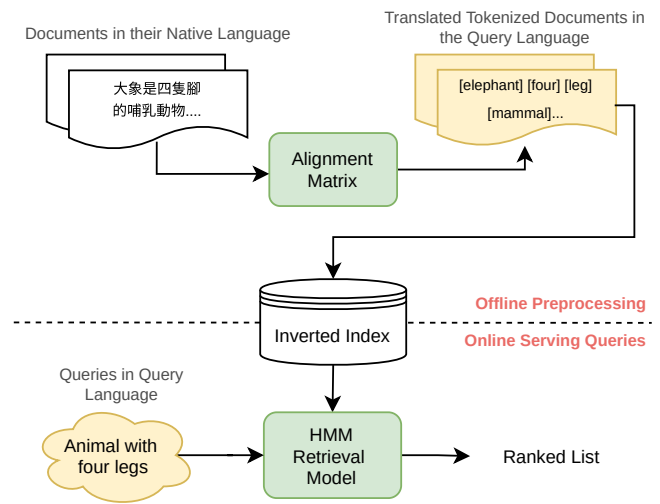 Documents in their Native Language
Translated Tokenized Documents in
the Query Language
大象是四隻腳
的哺乳動物....
[elephant] [four] [leg]
[mammal]...
Alignment
Matrix
Offline Preprocessing
Inverted Index
Online Serving Queries
Queries in Query
Language
Animal with
four legs
HMM
Retrieval
Model
Ranked List